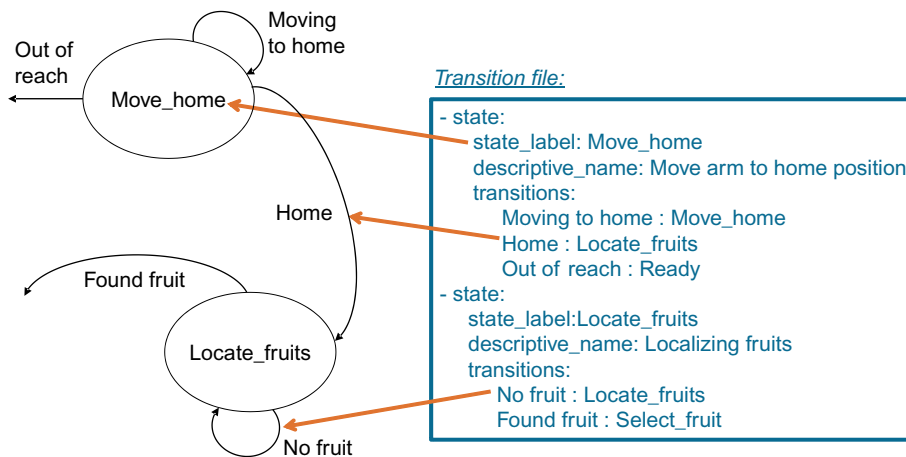 Moving
to home
Out of
reach
Move_home
Home
Found fruit
Locate_fruits
No fruit
Transition file:
- state:
state_label: Move_home
descriptive_name: Move arm to home position
transitions:
Moving to home : Move_home
Home : Locate_fruits
Out of reach : Ready
- state:
state_label:Locate_fruits
descriptive_name: Localizing fruits
transitions:
No fruit : Locate_fruits
Found fruit : Select_fruit